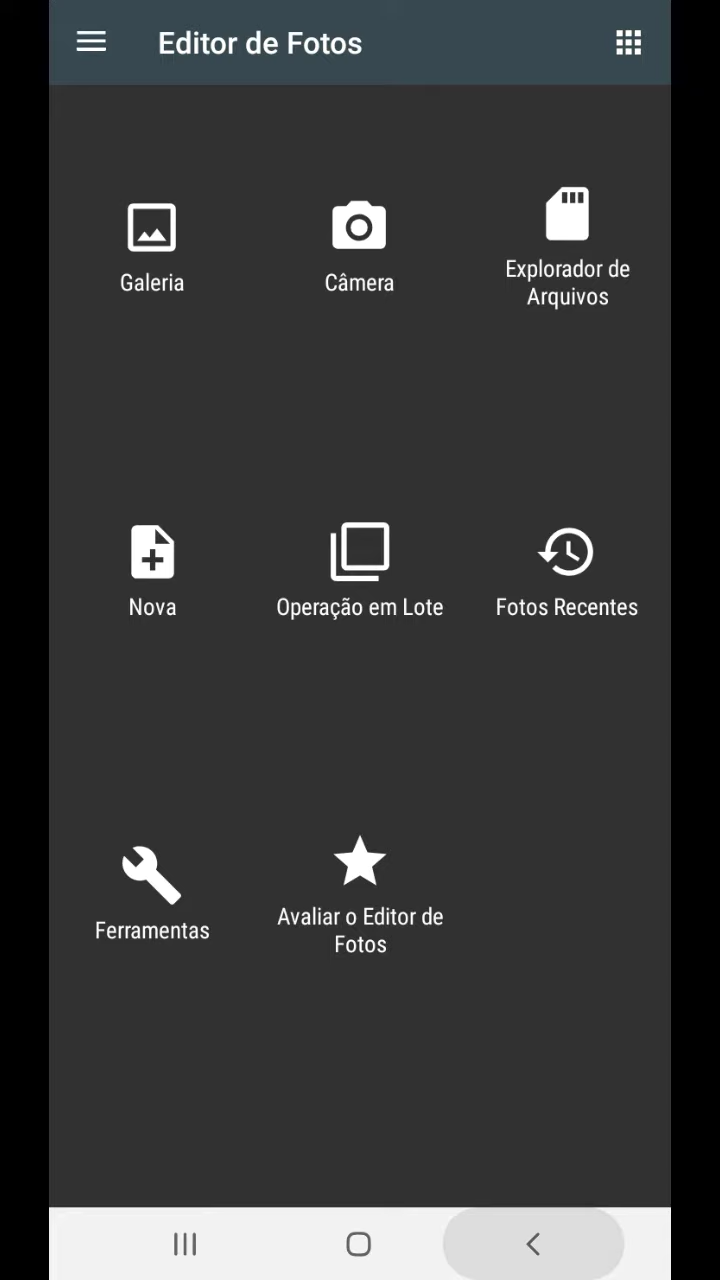 Editor de Fotos
Galeria
Câmera
Explorador de
Arquivos
Nova
Operação em Lote
Fotos Recentes
Ferramentas
Avaliar o Editor de
Fotos